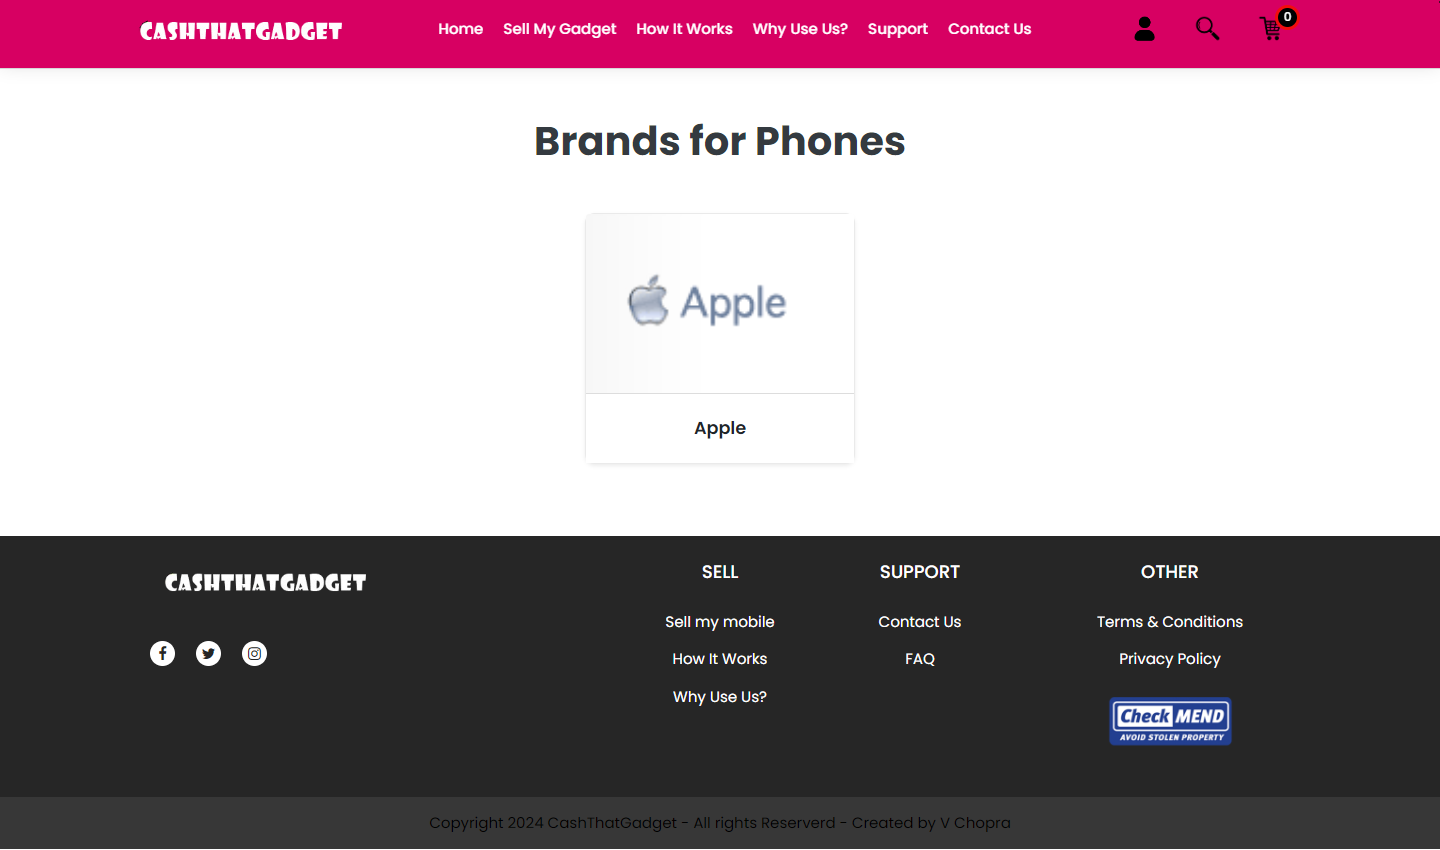 CASHTHATGADGET Home Sell My Gadget How It Works Why Use Us? Support Contact Us 0
Brands for Phones
Apple
Apple
CASHTHATGADGET
SELL
Sell my mobile
How It Works
Why Use Us?
SUPPORT
Contact Us
FAQ
OTHER
Terms & Conditions
Privacy Policy
CheckMEND
AVOID STOLEN PROPERTY
Copyright 2024 CashThatGadget - All rights Reserverd - Created by V Chopra